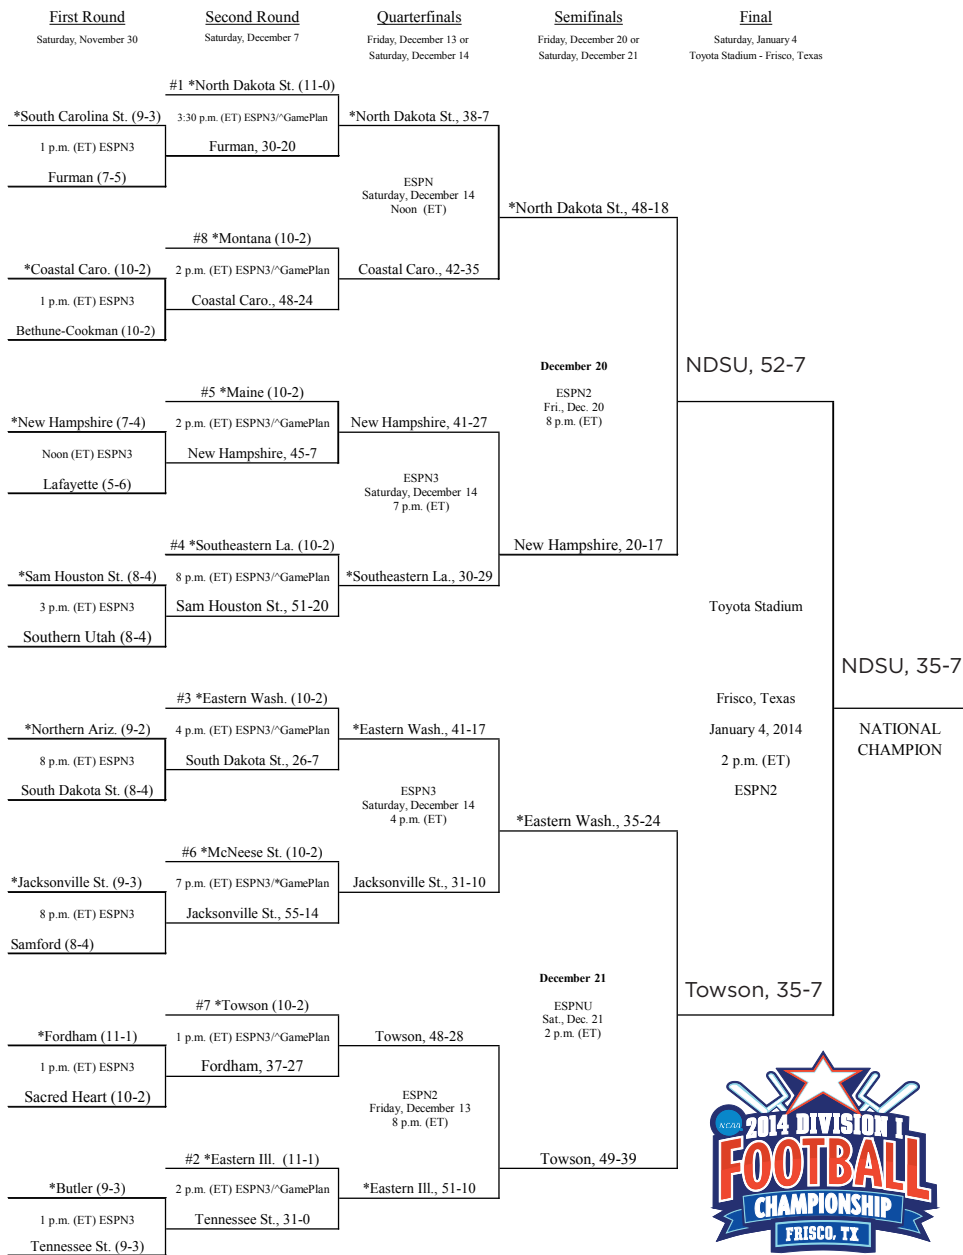 First Round
Saturday, November 30
Second Round
Saturday, December 7
Quarterfinals
Friday, December 13 or
Saturday, December 14
Semifinals
Friday, December 20 or
Saturday, December 21
Final
Saturday, January 4
Toyota Stadium - Frisco, Texas
*South Carolina St. (9-3)
1 p.m. (ET) ESPN3
Furman (7-5)
*Coastal Caro. (10-2)
1 p.m. (ET) ESPN3
Bethune-Cookman (10-2)
*New Hampshire (7-4)
Noon (ET) ESPN3
Lafayette (5-6)
*Sam Houston St. (8-4)
3 p.m. (ET) ESPN3
Southern Utah (8-4)
*Northern Ariz. (9-2)
8 p.m. (ET) ESPN3
South Dakota St. (8-4)
*Jacksonville St. (9-3)
8 p.m. (ET) ESPN3
Samford (8-4)
*Fordham (11-1)
1 p.m. (ET) ESPN3
Sacred Heart (10-2)
*Butler (9-3)
1 p.m. (ET) ESPN3
Tennessee St. (9-3)
#1 *North Dakota St. (11-0)
3:30 p.m. (ET) ESPN3/^GamePlan
Furman, 30-20
#8 *Montana (10-2)
2 p.m. (ET) ESPN3/^GamePlan
Coastal Caro., 48-24
#5 *Maine (10-2)
2 p.m. (ET) ESPN3/^GamePlan
New Hampshire, 45-7
#4 *Southeastern La. (10-2)
8 p.m. (ET) ESPN3/^GamePlan
Sam Houston St., 51-20
#3 *Eastern Wash. (10-2)
4 p.m. (ET) ESPN3/^GamePlan
South Dakota St., 26-7
#6 *McNeese St. (10-2)
7 p.m. (ET) ESPN3/*GamePlan
Jacksonville St., 55-14
#7 *Towson (10-2)
1 p.m. (ET) ESPN3/^GamePlan
Fordham, 37-27
#2 *Eastern Ill. (11-1)
2 p.m. (ET) ESPN3/^GamePlan
Tennessee St., 31-0
*North Dakota St., 38-7
ESPN
Saturday, December 14
Noon (ET)
Coastal Caro., 42-35
New Hampshire, 41-27
ESPN3
Saturday, December 14
7 p.m. (ET)
*Southeastern La., 30-29
*Eastern Wash., 41-17
ESPN3
Saturday, December 14
4 p.m. (ET)
Jacksonville St., 31-10
Towson, 48-28
ESPN2
Friday, December 13
8 p.m. (ET)
*Eastern Ill., 51-10
*North Dakota St., 48-18
December 20
ESPN2
Fri., Dec. 20
8 p.m. (ET)
New Hampshire, 20-17
*Eastern Wash., 35-24
December 21
ESPNU
Sat., Dec. 21
2 p.m. (ET)
Towson, 49-39
NDSU, 52-7
Toyota Stadium
Frisco, Texas
January 4, 2014
2 p.m. (ET)
ESPN2
Towson, 35-7
NDSU, 35-7
NATIONAL
CHAMPION
NCAA
2014 DIVISION I
FOOTBALL
CHAMPIONSHIP
FRISCO, TX